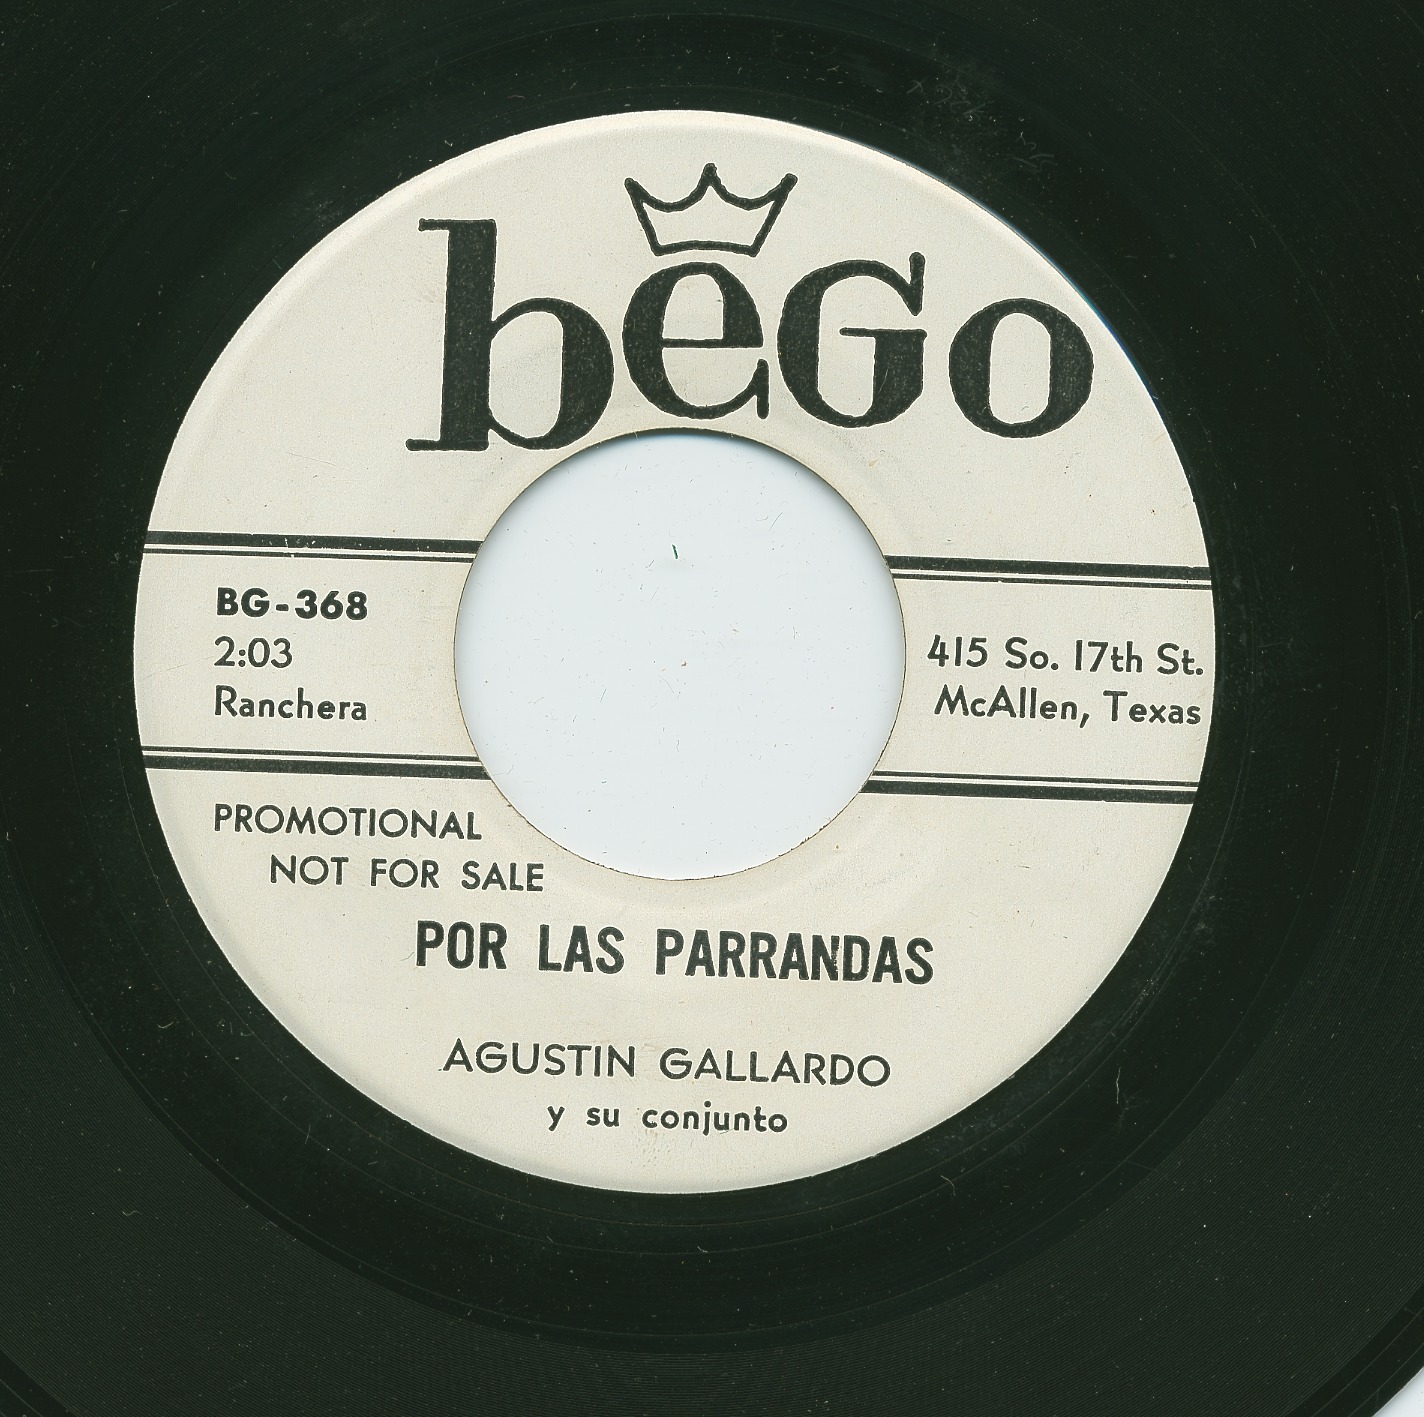 beGo
BG-368
2:03
Ranchera
415 So. 17th St.
McAllen, Texas
PROMOTIONAL
NOT FOR SALE
POR LAS PARRANDAS
AGUSTIN GALLARDO
y su conjunto